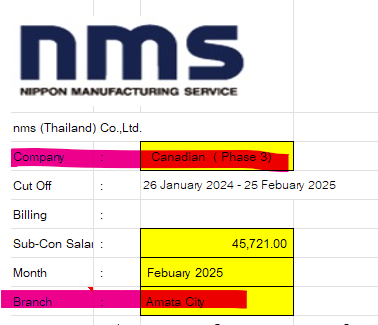 nms
NIPPON MANUFACTURING SERVICE
nms (Thailand) Co.,Ltd.
Company : Canadian ( Phase 3)
Cut Off : 26 January 2024 - 25 Febuary 2025
Billing :
Sub-Con Salar : 45,721.00
Month : Febuary 2025
Branch : Amata City